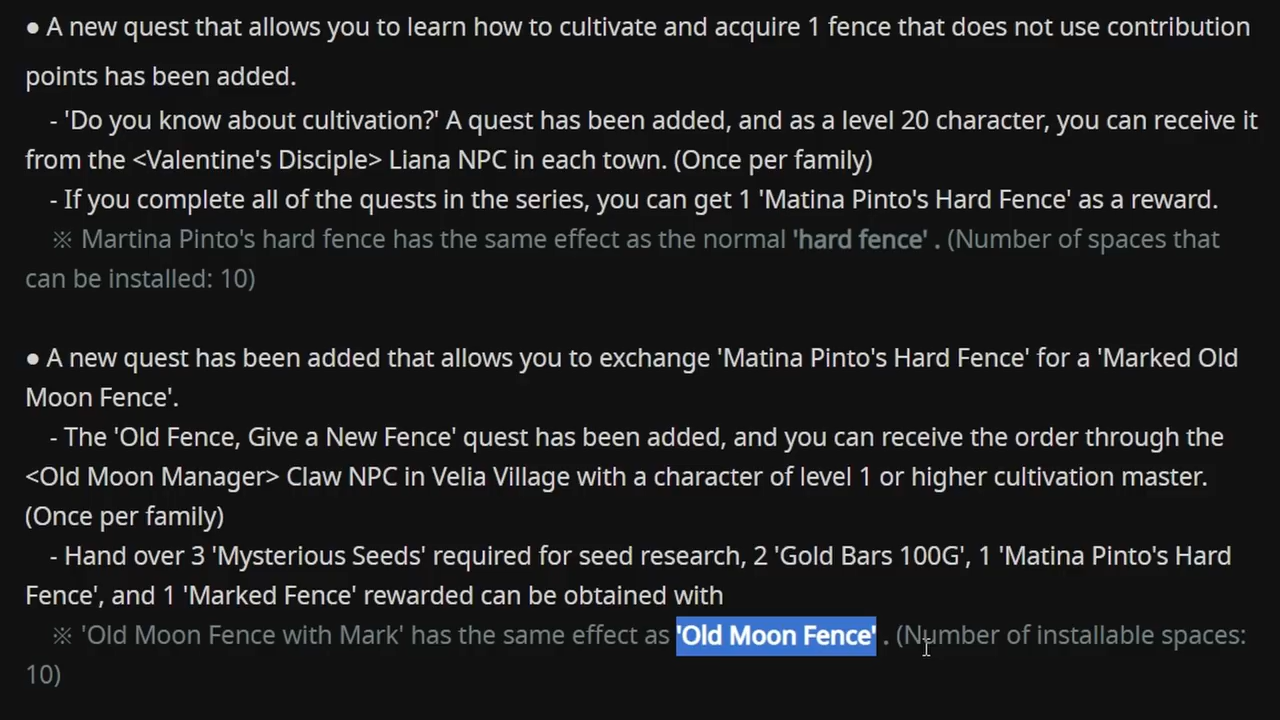 ● A new quest that allows you to learn how to cultivate and acquire 1 fence that does not use contribution
points has been added.
- 'Do you know about cultivation?' A quest has been added, and as a level 20 character, you can receive it
from the <Valentine's Disciple> Liana NPC in each town. (Once per family)
- If you complete all of the quests in the series, you can get 1 'Matina Pinto's Hard Fence' as a reward.
※ Martina Pinto's hard fence has the same effect as the normal 'hard fence' . (Number of spaces that
can be installed: 10)
● A new quest has been added that allows you to exchange 'Matina Pinto's Hard Fence' for a 'Marked Old
Moon Fence'.
- The 'Old Fence, Give a New Fence' quest has been added, and you can receive the order through the
<Old Moon Manager> Claw NPC in Velia Village with a character of level 1 or higher cultivation master.
(Once per family)
- Hand over 3 'Mysterious Seeds' required for seed research, 2 'Gold Bars 100G', 1 'Matina Pinto's Hard
Fence', and 1 'Marked Fence' rewarded can be obtained with
※ 'Old Moon Fence with Mark' has the same effect as 'Old Moon Fence' . (Number of installable spaces:
10)